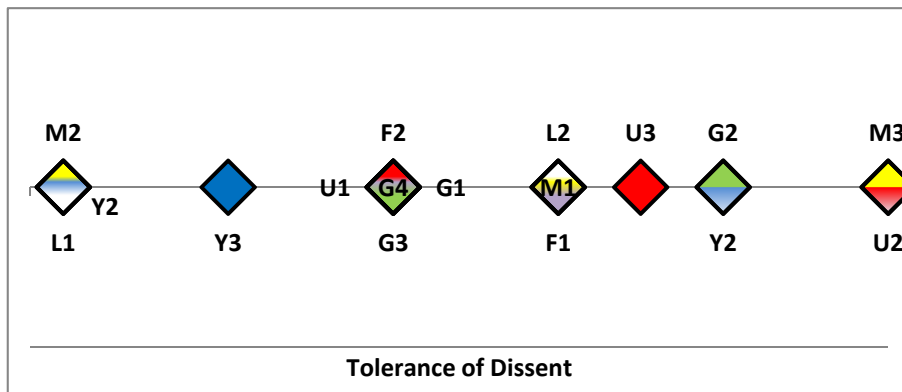 M2 F2 L2 U3 G2 M3
U1 G4 G1 M1
Y2
L1 Y3 G3 F1 Y2 U2
Tolerance of Dissent